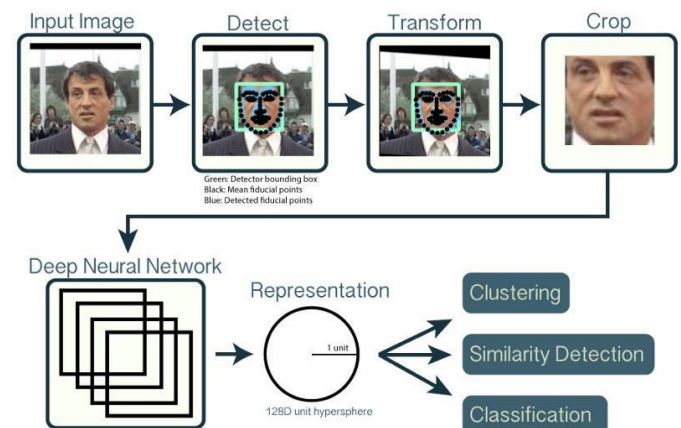 Input Image
Detect
Transform
Crop
Green: Detector bounding box
Black: Mean fiducial points
Blue: Detected fiducial points
Deep Neural Network
Representation
1 unit
128D unit hypersphere
Clustering
Similarity Detection
Classification